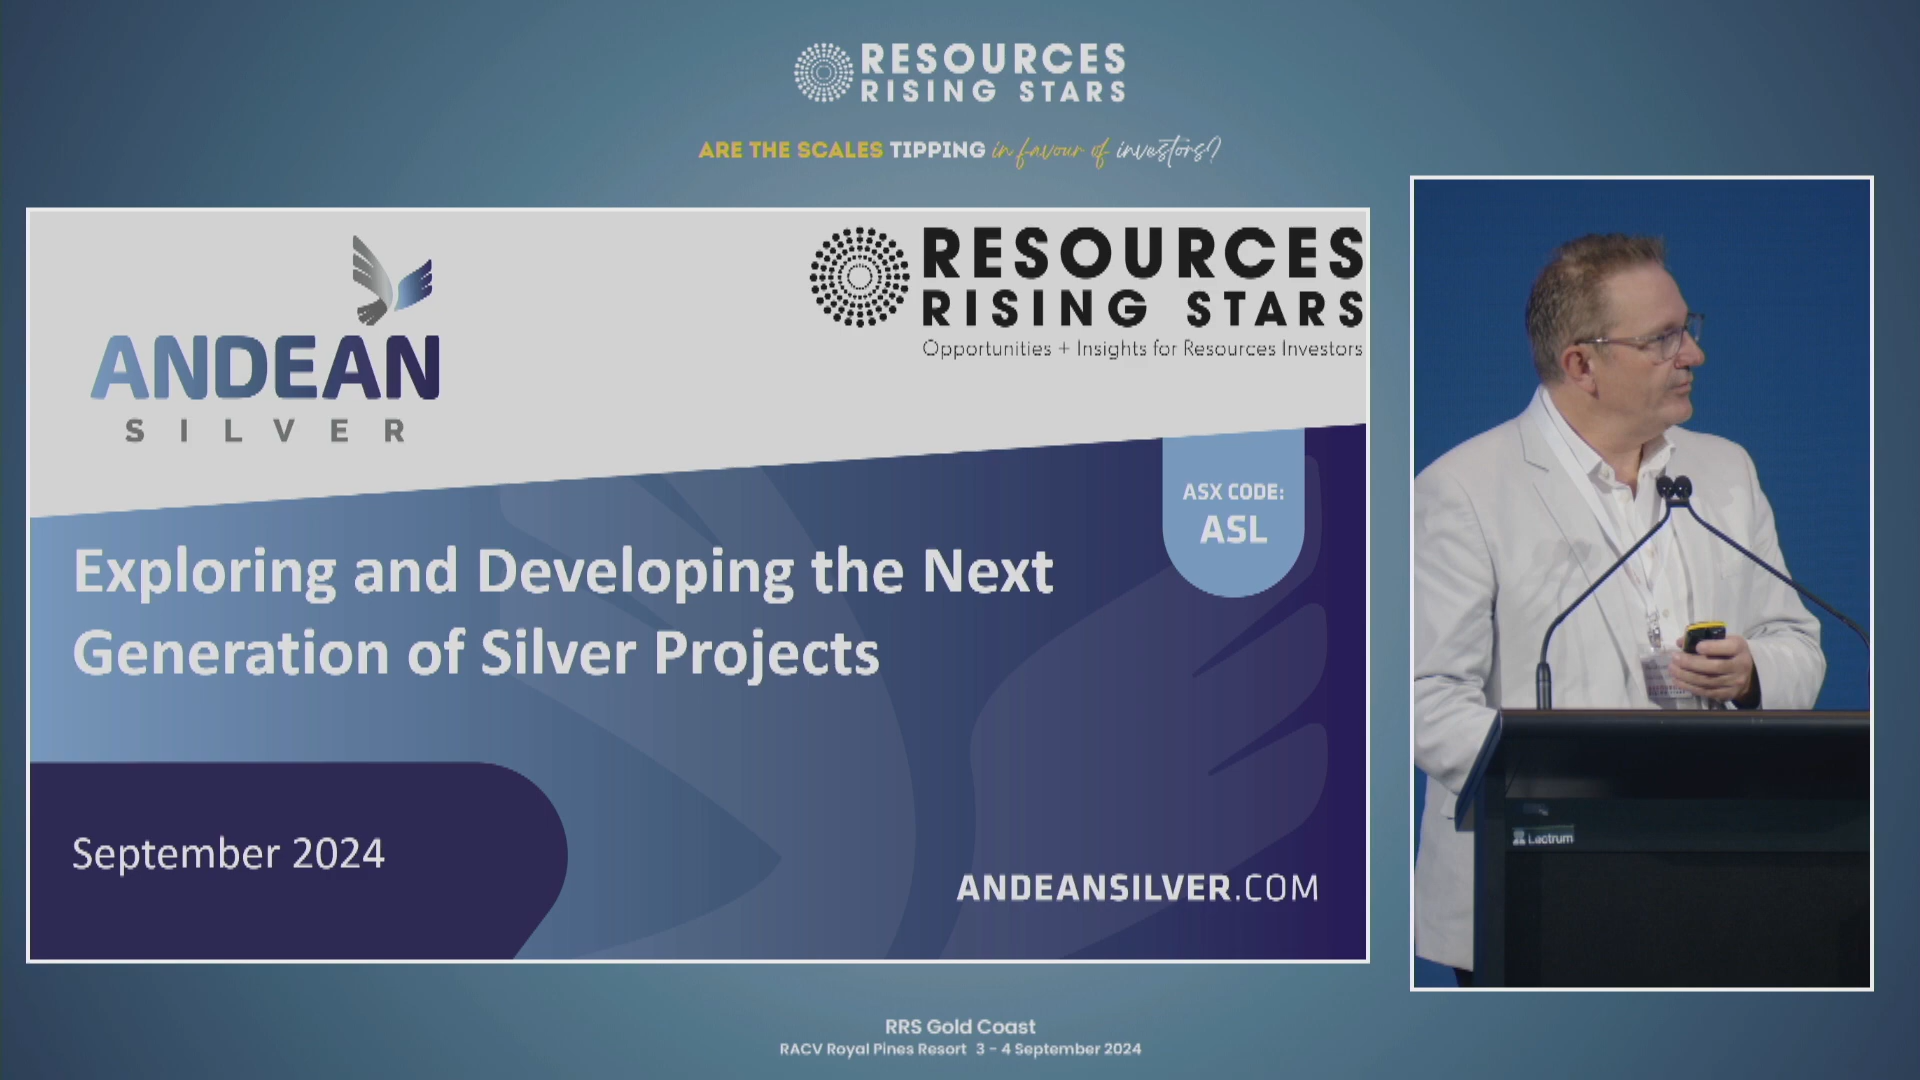 RESOURCES
RISING STARS
ARE THE SCALES TIPPING in favour of investors?
ANDEAN
SILVER
RESOURCES
RISING STARS
Opportunities + Insights for Resources Investors
ASX CODE:
ASL
Exploring and Developing the Next
Generation of Silver Projects
September 2024
ANDEANSILVER.COM
Lectrum
RRS Gold Coast
RACV Royal Pines Resort 3 - 4 September 2024